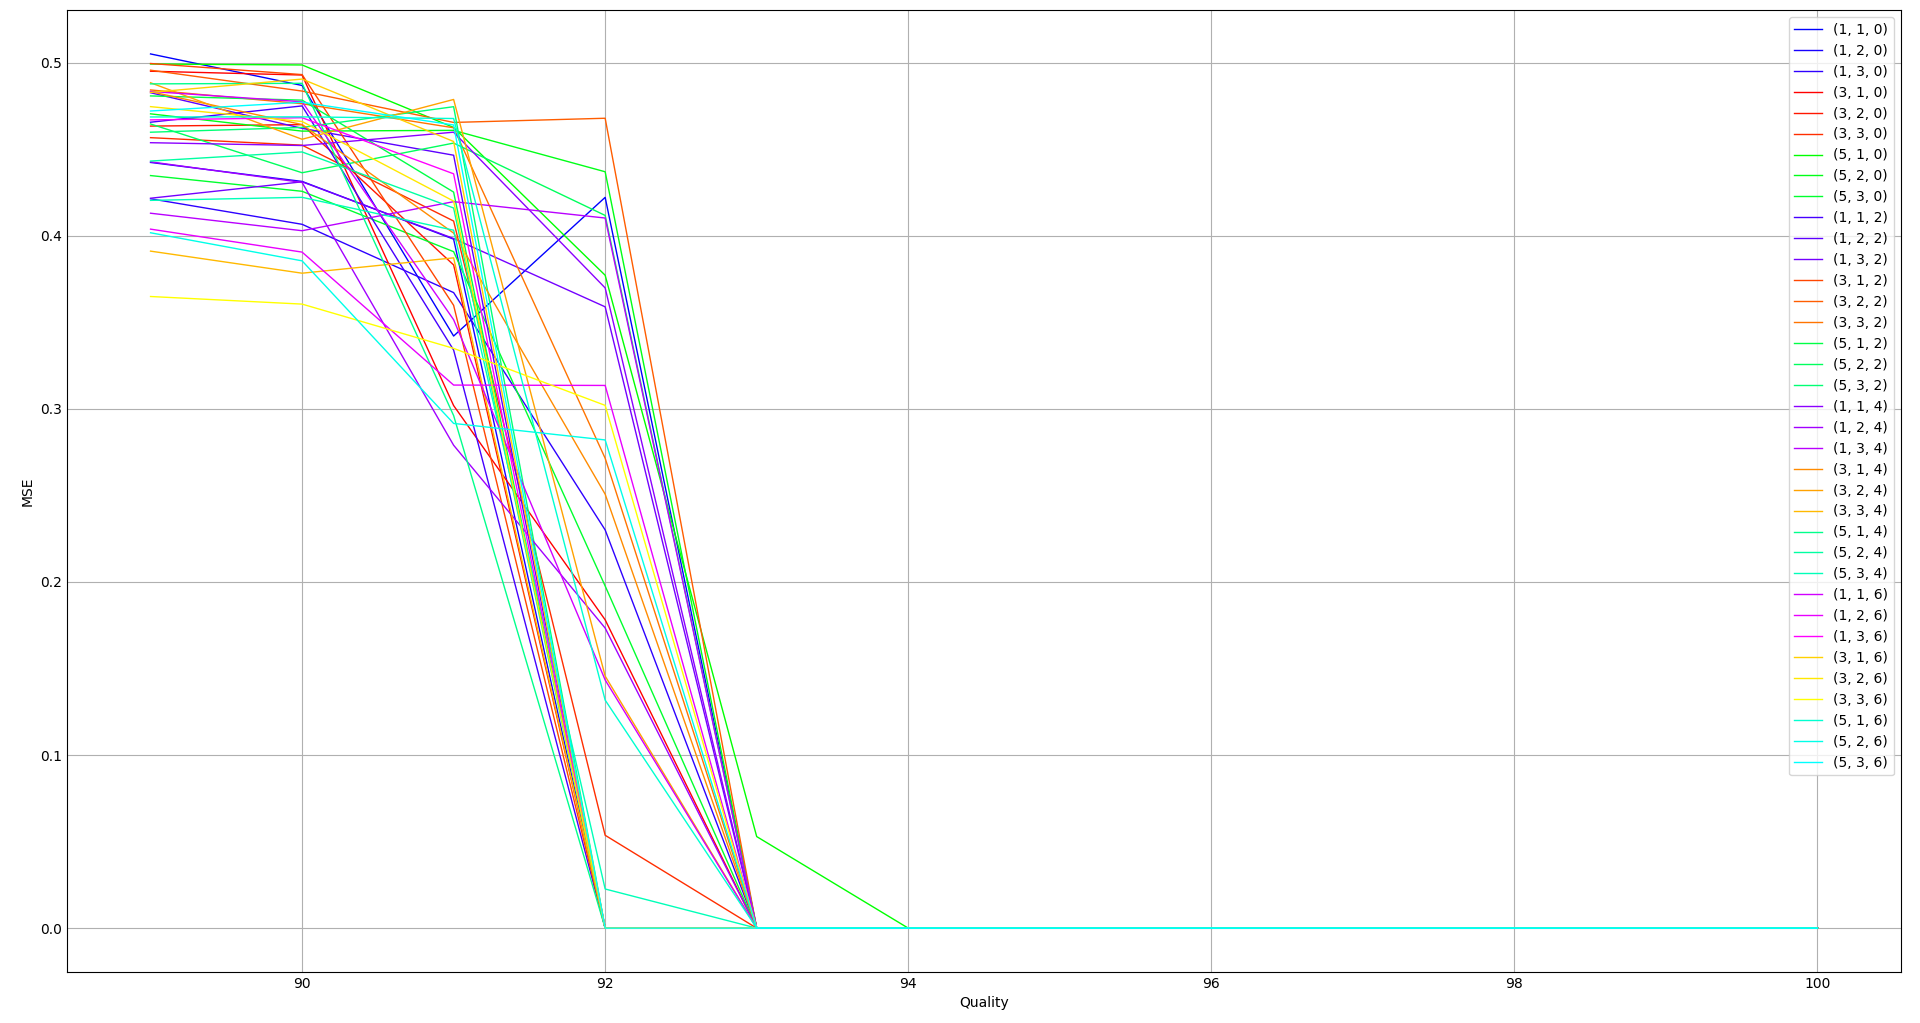 0.5
0.4
0.3
0.2
0.1
0.0
MSE
90 92 94 96 98 100
Quality
(1, 1, 0)
(1, 2, 0)
(1, 3, 0)
(3, 1, 0)
(3, 2, 0)
(3, 3, 0)
(5, 1, 0)
(5, 2, 0)
(5, 3, 0)
(1, 1, 2)
(1, 2, 2)
(1, 3, 2)
(3, 1, 2)
(3, 2, 2)
(3, 3, 2)
(5, 1, 2)
(5, 2, 2)
(5, 3, 2)
(1, 1, 4)
(1, 2, 4)
(1, 3, 4)
(3, 1, 4)
(3, 2, 4)
(3, 3, 4)
(5, 1, 4)
(5, 2, 4)
(5, 3, 4)
(1, 1, 6)
(1, 2, 6)
(1, 3, 6)
(3, 1, 6)
(3, 2, 6)
(3, 3, 6)
(5, 1, 6)
(5, 2, 6)
(5, 3, 6)